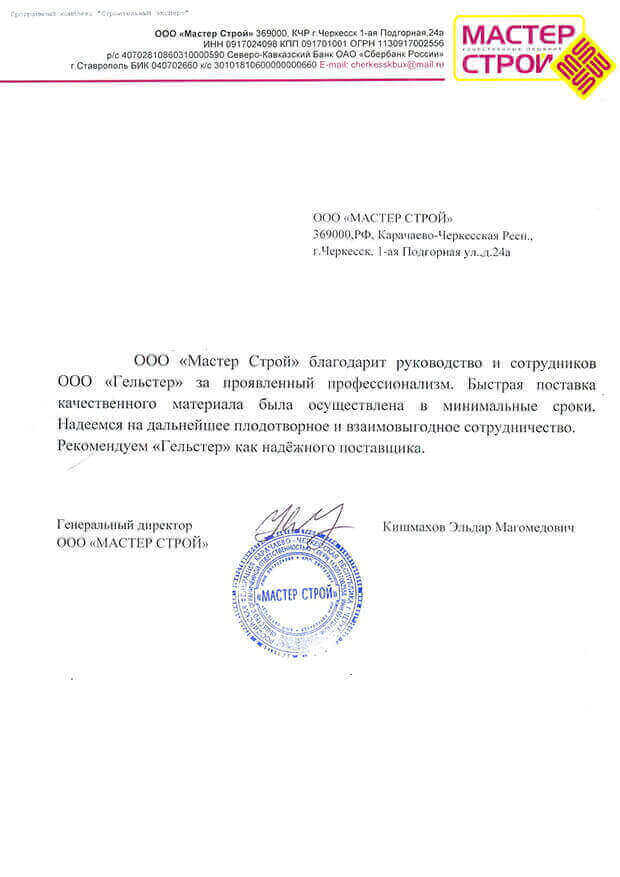 Программный комплекс "Строительный эксперт"
ООО «Мастер Строй» 369000, КЧР г.Черкесск 1-ая Подгорная,24а
ИНН 0917024098 КПП 091701001 ОГРН 1130917002556
р/с 40702810860310000590 Северо-Кавказский Банк ОАО «Сбербанк России»
г.Ставрополь БИК 040702660 к/с 30101810600000000660 E-mail: cherkesskbux@mail.ru
МАСТЕР
качественные решения
СТРОЙ
ООО «МАСТЕР СТРОЙ»
369000,РФ, Карачаево-Черкесская Респ.,
г.Черкесск, 1-ая Подгорная ул.,д.24а
ООО «Мастер Строй» благодарит руководство и сотрудников
ООО «Гельстер» за проявленный профессионализм. Быстрая поставка
качественного материала была осуществлена в минимальные сроки.
Надеемся на дальнейшее плодотворное и взаимовыгодное сотрудничество.
Рекомендуем «Гельстер» как надёжного поставщика.
Генеральный директор
ООО «МАСТЕР СТРОЙ»
Кишмахов Эльдар Магомедович
«МАСТЕР СТРОЙ»